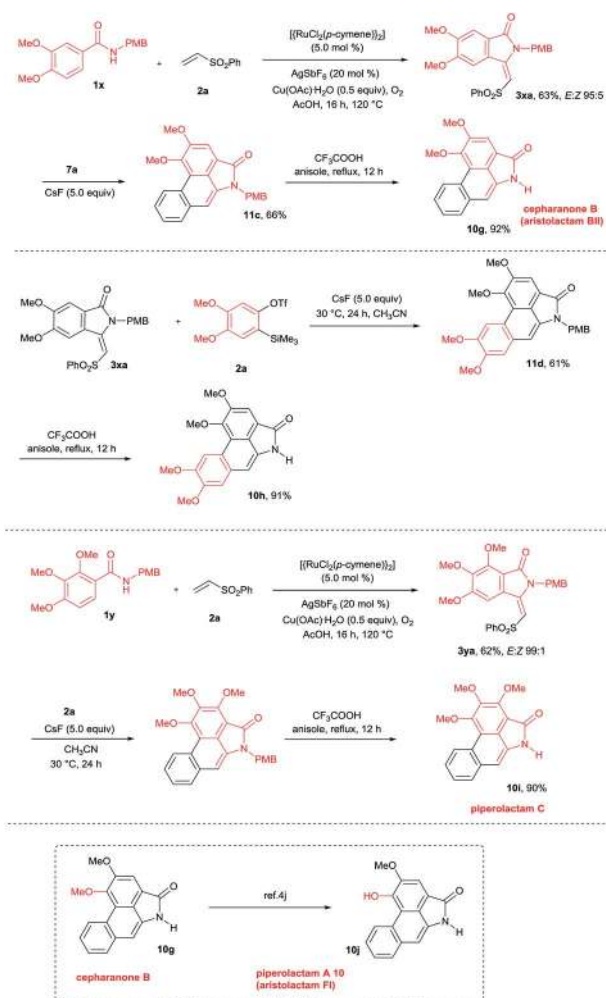 MeO
MeO
O
N
H
PMB
1x
+
SO2Ph
2a
[{RuCl2(p-cymene)}2]
(5.0 mol %)
AgSbF6 (20 mol %)
Cu(OAc)·H2O (0.5 equiv), O2
AcOH, 16 h, 120 °C
MeO
MeO
O
N-PMB
PhO2S
3xa, 63%, E:Z 95:5
7a
CsF (5.0 equiv)
MeO
MeO
O
N
PMB
11c, 66%
CF3COOH
anisole, reflux, 12 h
MeO
MeO
O
N
H
cepharanone B
(aristolactam BII)
10g, 92%
MeO
MeO
O
N-PMB
PhO2S
3xa
+
MeO
MeO
OTf
SiMe3
2a
CsF (5.0 equiv)
30 °C, 24 h, CH3CN
MeO
MeO
O
N
PMB
MeO
MeO
11d, 61%
CF3COOH
anisole, reflux, 12 h
MeO
MeO
O
N
H
MeO
MeO
10h, 91%
OMe
MeO
MeO
O
N
H
PMB
1y
+
SO2Ph
2a
[{RuCl2(p-cymene)}2]
(5.0 mol %)
AgSbF6 (20 mol %)
Cu(OAc)·H2O (0.5 equiv), O2
AcOH, 16 h, 120 °C
OMe
MeO
MeO
O
N-PMB
PhO2S
3ya, 62%, E:Z 99:1
2a
CsF (5.0 equiv)
CH3CN
30 °C, 24 h
MeO OMe
MeO
O
N
PMB
CF3COOH
anisole, reflux, 12 h
MeO OMe
MeO
O
N
H
10i, 90%
piperolactam C
MeO
MeO
O
N
H
10g
cepharanone B
ref.4j
MeO
HO
O
N
H
10j
piperolactam A 10
(aristolactam FI)